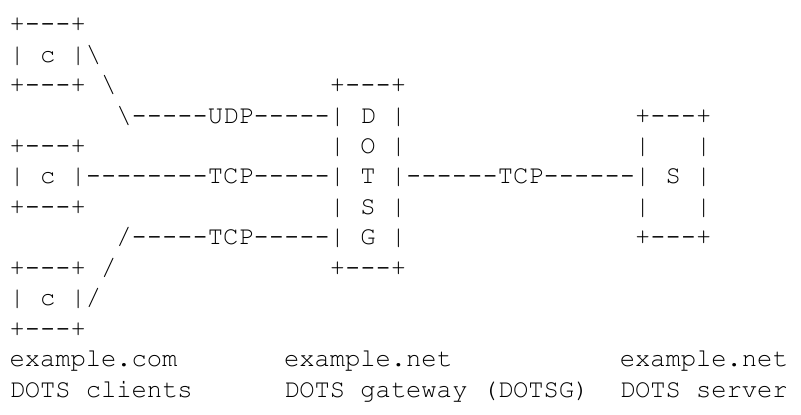 +---+
| c |\
+---+ \              +---+
       \-----UDP-----| D |               +---+
+---+                | O |               |   |
| c |--------TCP-----| T |------TCP------| S |
+---+                | S |               |   |
       /-----TCP-----| G |               +---+
+---+ /              +---+
| c |/
+---+
example.com       example.net           example.net
DOTS clients      DOTS gateway (DOTSG)  DOTS server